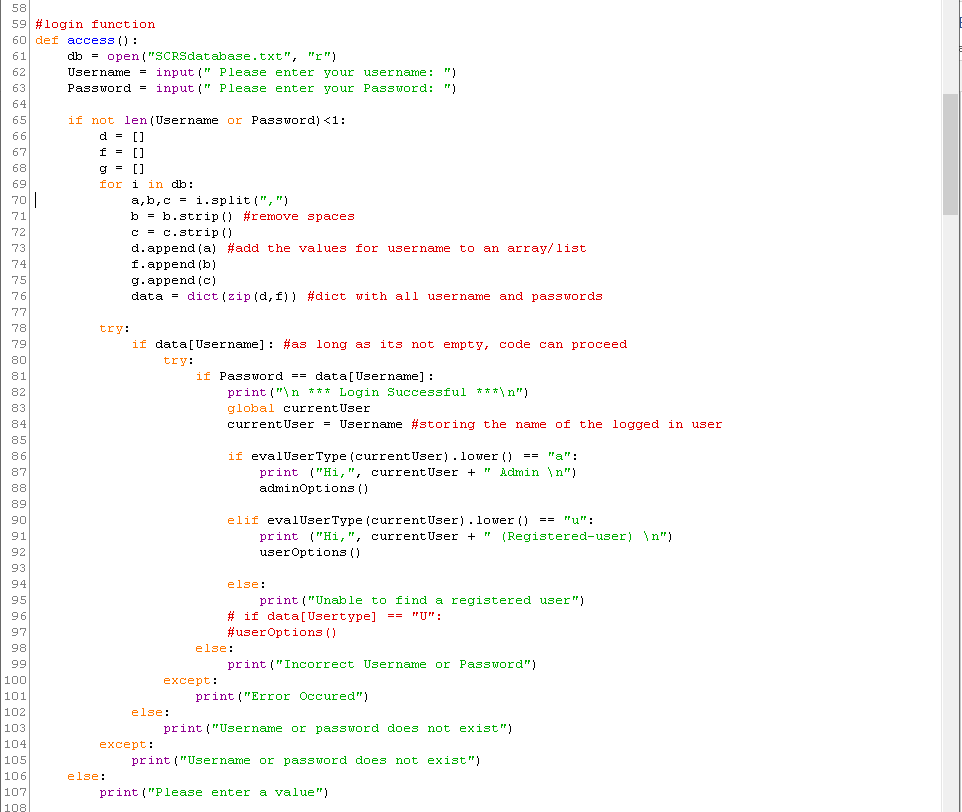 58
59 #login function
60 def access():
61     db = open("SCRSdatabase.txt", "r")
62     Username = input(" Please enter your username: ")
63     Password = input(" Please enter your Password: ")
64
65     if not len(Username or Password)<1:
66         d = []
67         f = []
68         g = []
69         for i in db:
70             a,b,c = i.split(",")
71             b = b.strip() #remove spaces
72             c = c.strip()
73             d.append(a) #add the values for username to an array/list
74             f.append(b)
75             g.append(c)
76             data = dict(zip(d,f)) #dict with all username and passwords
77
78         try:
79             if data[Username]: #as long as its not empty, code can proceed
80                 try:
81                     if Password == data[Username]:
82                         print("\n *** Login Successful ***\n")
83                         global currentUser
84                         currentUser = Username #storing the name of the logged in user
85
86                         if evalUserType(currentUser).lower() == "a":
87                             print ("Hi,", currentUser + " Admin \n")
88                             adminOptions()
89
90                         elif evalUserType(currentUser).lower() == "u":
91                             print ("Hi,", currentUser + " (Registered-user) \n")
92                             userOptions()
93
94                         else:
95                             print("Unable to find a registered user")
96                         # if data[Usertype] == "U":
97                         #userOptions()
98                     else:
99                         print("Incorrect Username or Password")
100                 except:
101                     print("Error Occured")
102             else:
103                 print("Username or password does not exist")
104         except:
105             print("Username or password does not exist")
106     else:
107         print("Please enter a value")
108